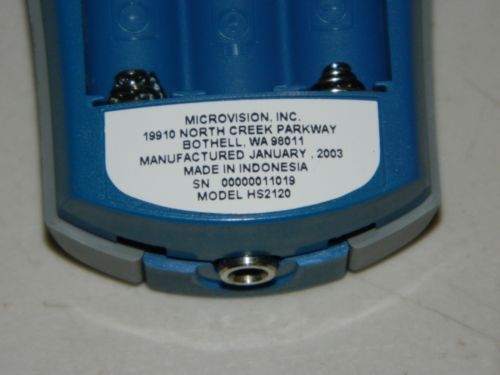 MICROVISION, INC.
19910 NORTH CREEK PARKWAY
BOTHELL, WA 98011
MANUFACTURED JANUARY , 2003
MADE IN INDONESIA
SN 00000011019
MODEL HS2120